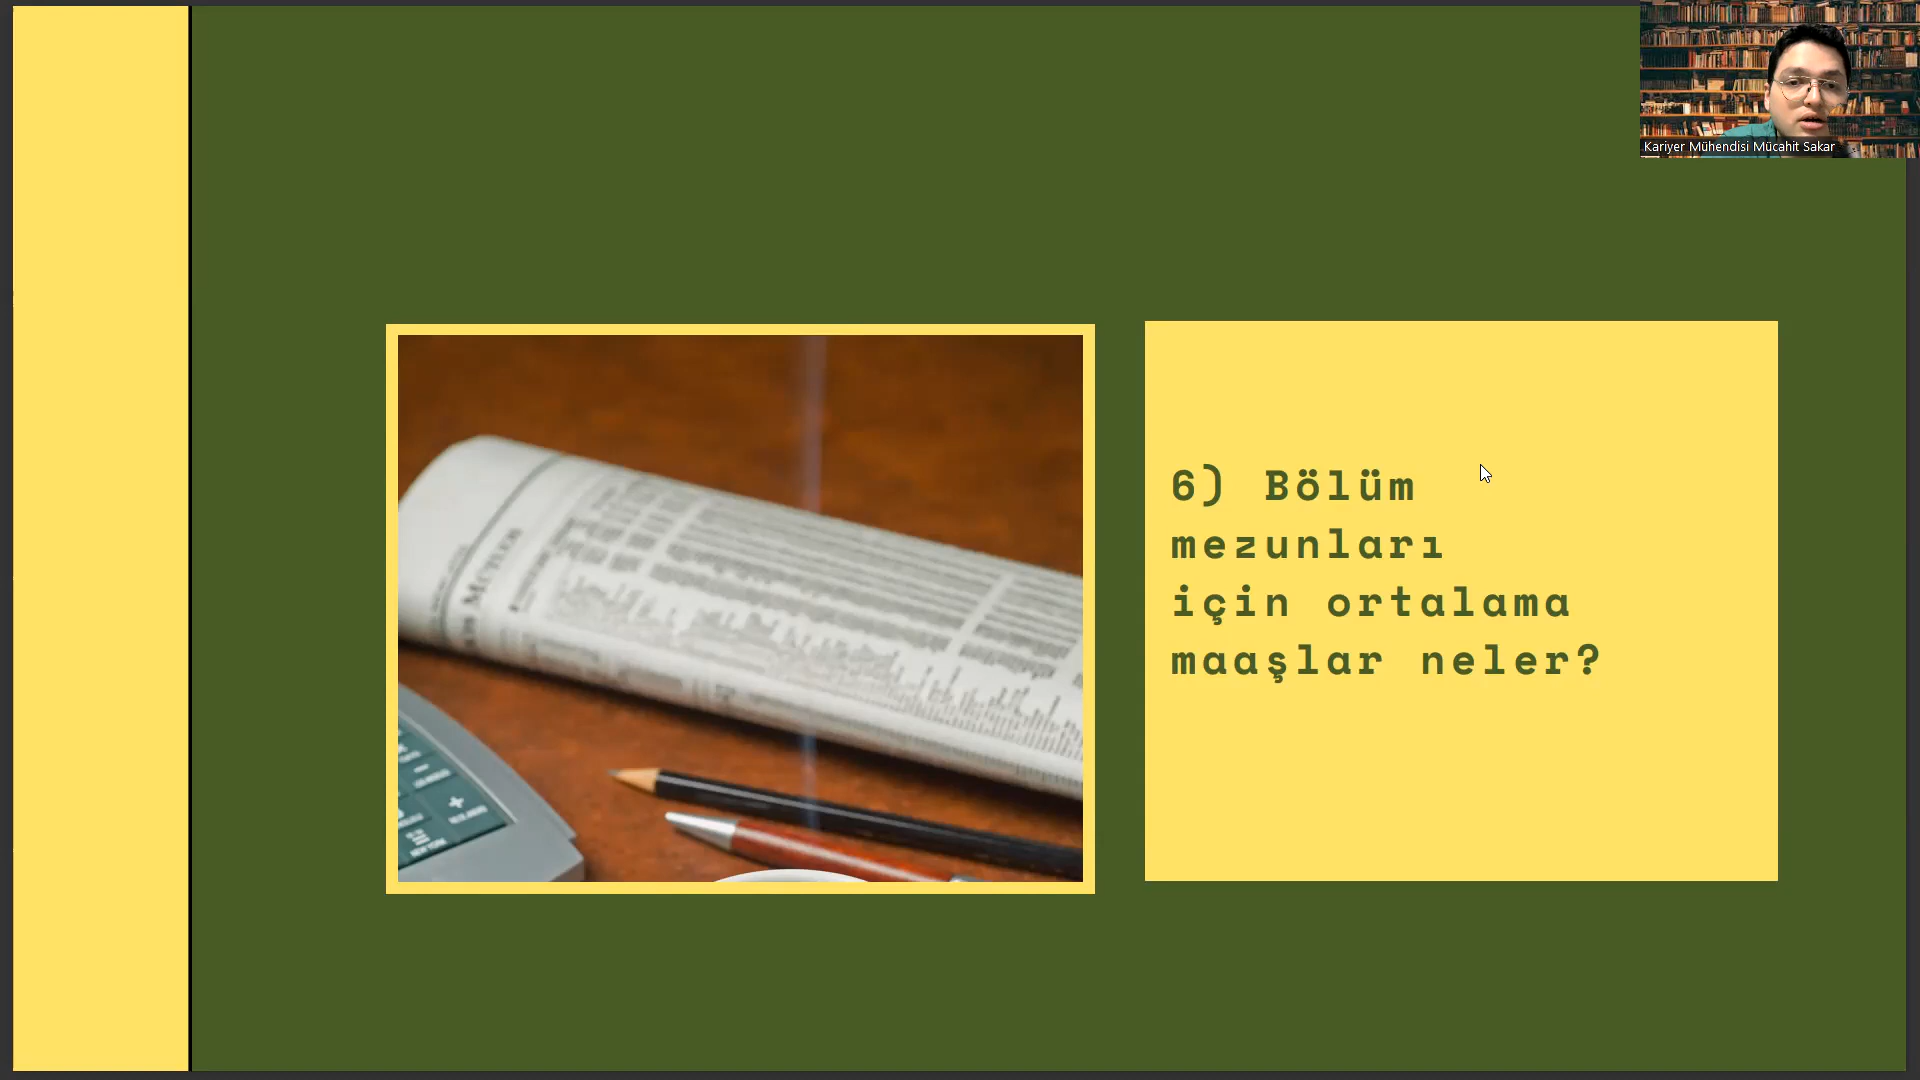 Kariyer Mühendisi Mücahit Sakar
6) Bölüm
mezunları
için ortalama
maaşlar neler?